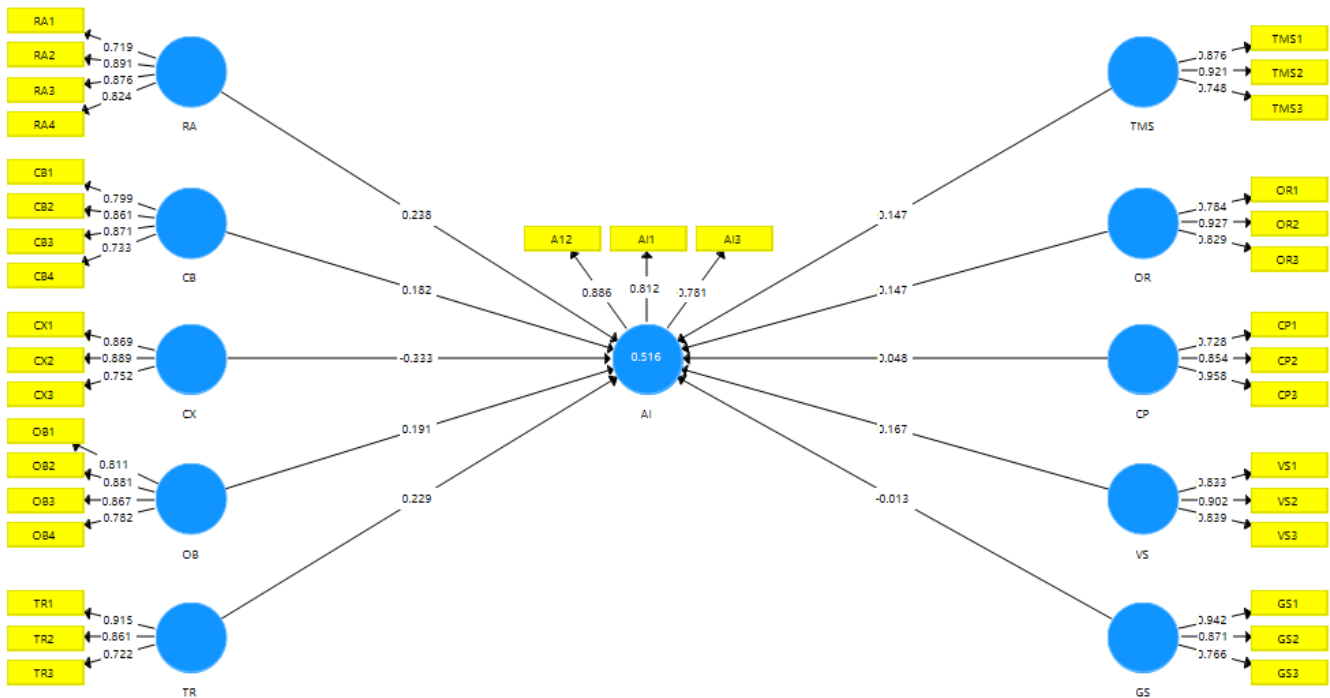 RA1
RA2
RA3
RA4
0.719
0.891
0.876
0.824
RA
CB1
CB2
CB3
CB4
0.799
0.861
0.871
0.733
CB
CX1
CX2
CX3
0.869
0.889
0.752
CX
OB1
OB2
OB3
OB4
0.811
0.881
0.867
0.782
OB
TR1
TR2
TR3
0.915
0.861
0.722
TR
0.238
0.182
-0.333
0.191
0.229
A12
AI1
AI3
0.886
0.812
0.781
0.516
AI
0.147
0.147
0.048
0.167
-0.013
TMS
0.876
0.921
0.748
TMS1
TMS2
TMS3
OR
0.784
0.927
0.829
OR1
OR2
OR3
CP
0.728
0.854
0.958
CP1
CP2
CP3
VS
0.833
0.902
0.839
VS1
VS2
VS3
GS
0.942
0.871
0.766
GS1
GS2
GS3